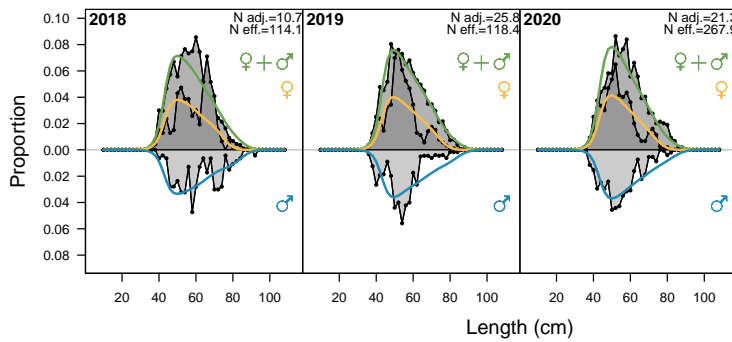 2018 N adj.=10.7
N eff.=114.1
♀+♂
♀
♂
2019 N adj.=25.8
N eff.=118.4
♀+♂
♀
♂
2020 N adj.=21.3
N eff.=267.9
♀+♂
♀
♂
Proportion
0.10
0.08
0.06
0.04
0.02
0.00
0.02
0.04
0.06
0.08
20 40 60 80 100 20 40 60 80 100 20 40 60 80 100
Length (cm)